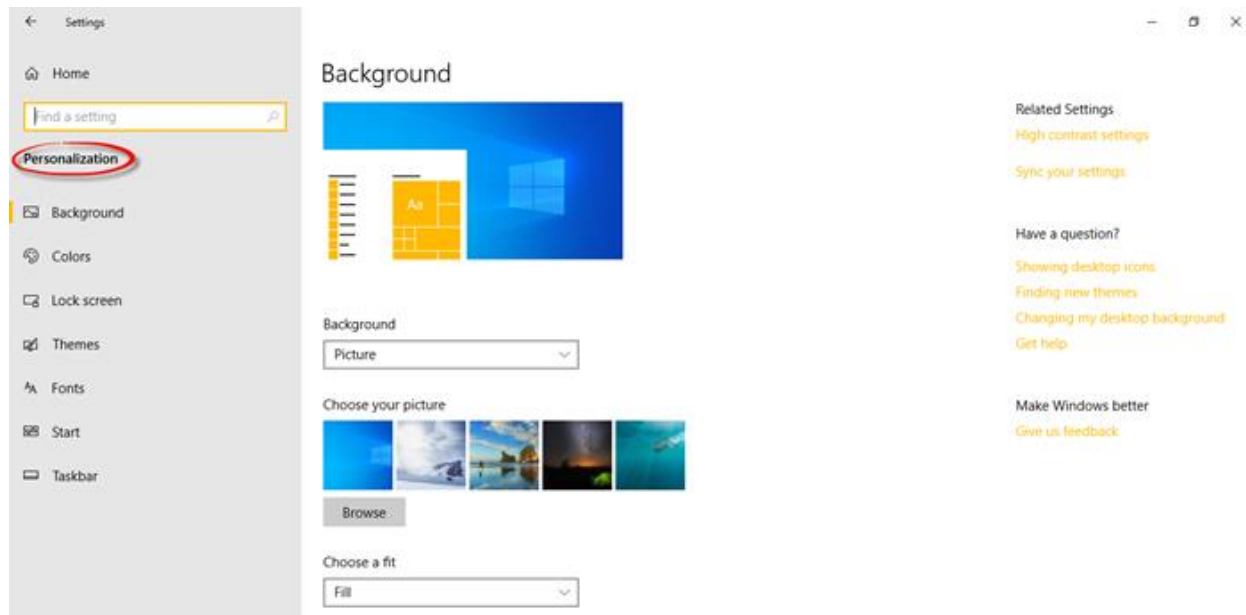 Settings
Home
Find a setting
Personalization
Background
Colors
Lock screen
Themes
Fonts
Start
Taskbar
Background
Aa
Background
Picture
Choose your picture
Browse
Choose a fit
Fill
Related Settings
High contrast settings
Sync your settings
Have a question?
Showing desktop icons
Finding new themes
Changing my desktop background
Get help
Make Windows better
Give us feedback